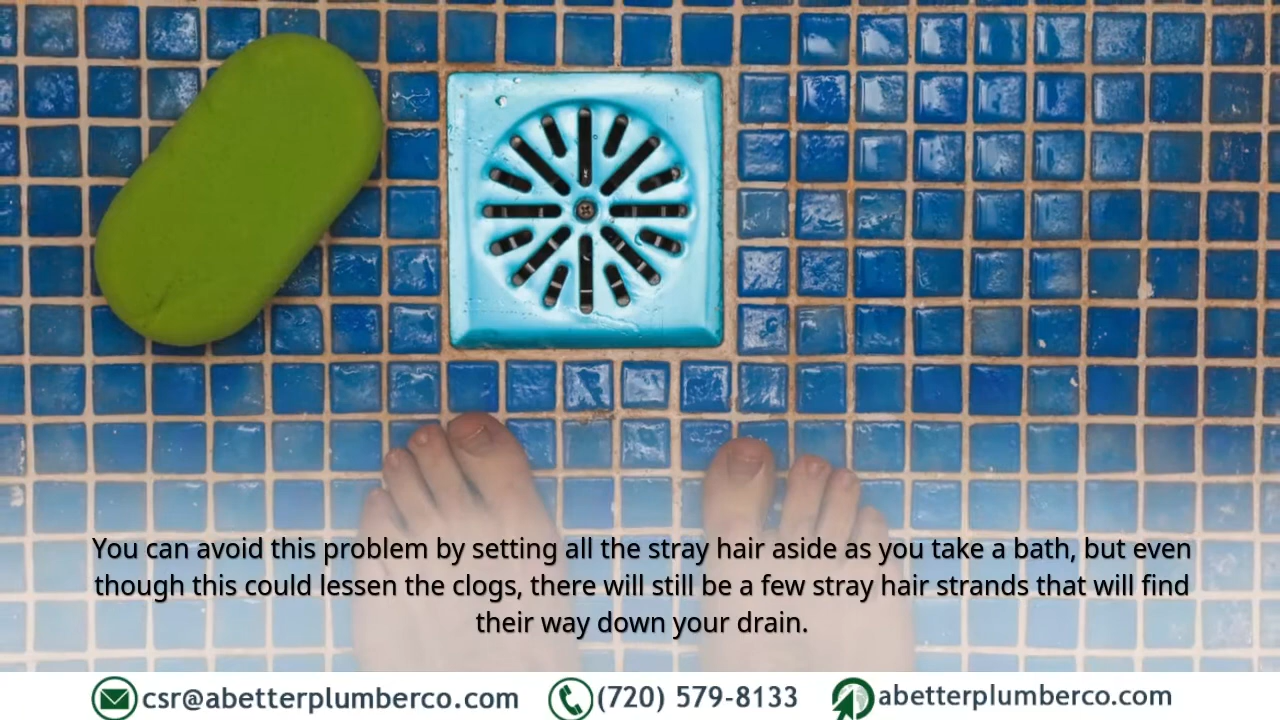 You can avoid this problem by setting all the stray hair aside as you take a bath, but even
though this could lessen the clogs, there will still be a few stray hair strands that will find
their way down your drain.
csr@abetterplumberco.com (720) 579-8133 abetterplumberco.com